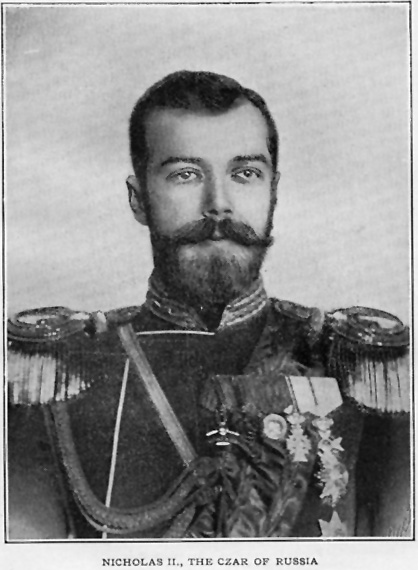 NICHOLAS II., THE CZAR OF RUSSIA